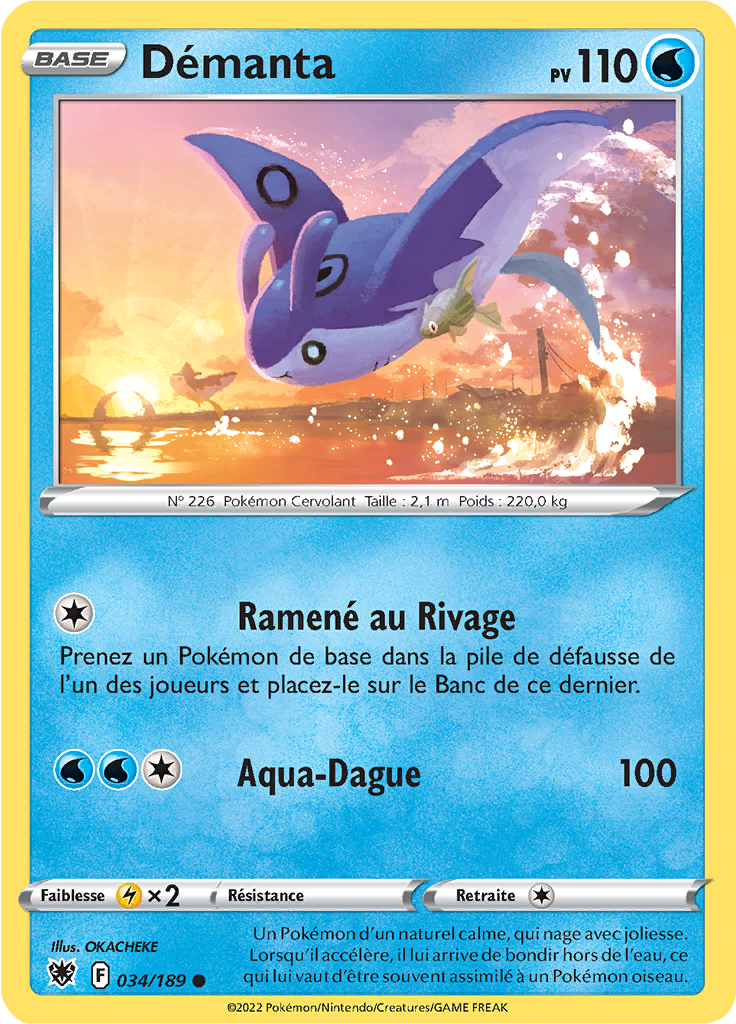 BASE Démanta PV 110
N° 226 Pokémon Cervolant Taille : 2,1 m Poids : 220,0 kg
Ramené au Rivage
Prenez un Pokémon de base dans la pile de défausse de
l'un des joueurs et placez-le sur le Banc de ce dernier.
Aqua-Dague 100
Faiblesse ×2 Résistance Retraite
Illus. OKACHEKE
Un Pokémon d'un naturel calme, qui nage avec joliesse.
Lorsqu'il accélère, il lui arrive de bondir hors de l'eau, ce
qui lui vaut d'être souvent assimilé à un Pokémon oiseau.
F 034/189
©2022 Pokémon/Nintendo/Creatures/GAME FREAK